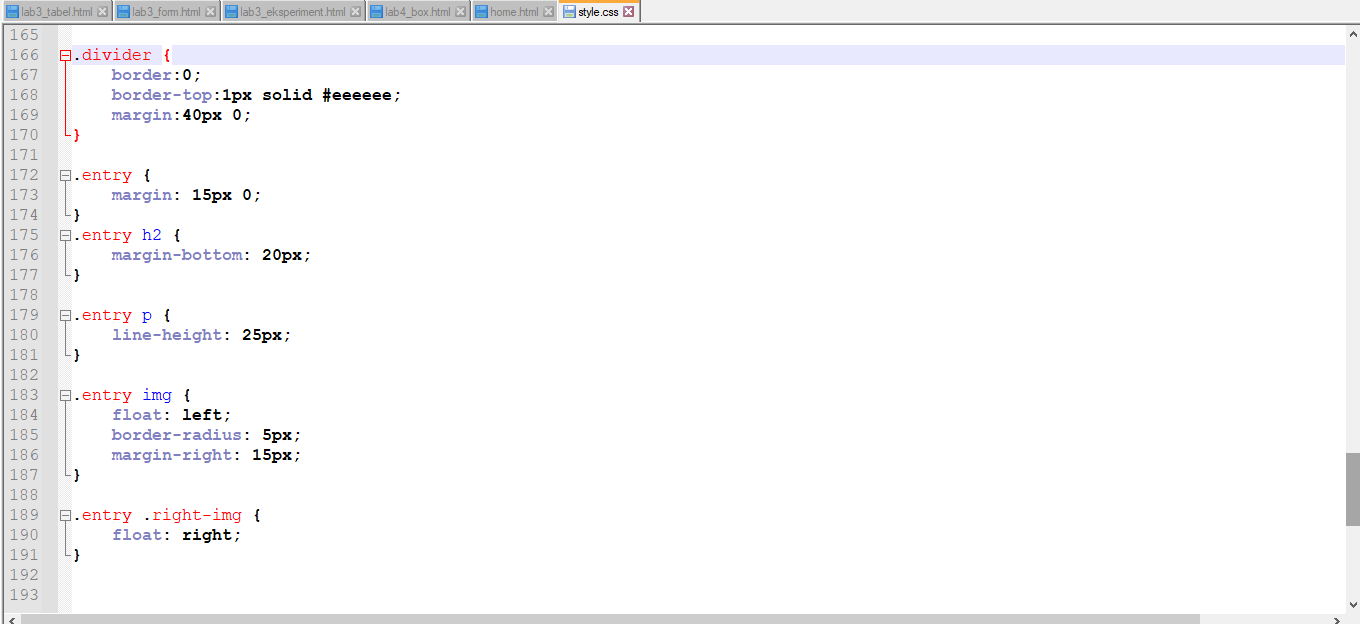 lab3_tabel.html lab3_form.html lab3_eksperiment.html lab4_box.html home.html style.css
165
166 .divider {
167 border:0;
168 border-top:1px solid #eeeeee;
169 margin:40px 0;
170 }
171
172 .entry {
173 margin: 15px 0;
174 }
175 .entry h2 {
176 margin-bottom: 20px;
177 }
178
179 .entry p {
180 line-height: 25px;
181 }
182
183 .entry img {
184 float: left;
185 border-radius: 5px;
186 margin-right: 15px;
187 }
188
189 .entry .right-img {
190 float: right;
191 }
192
193